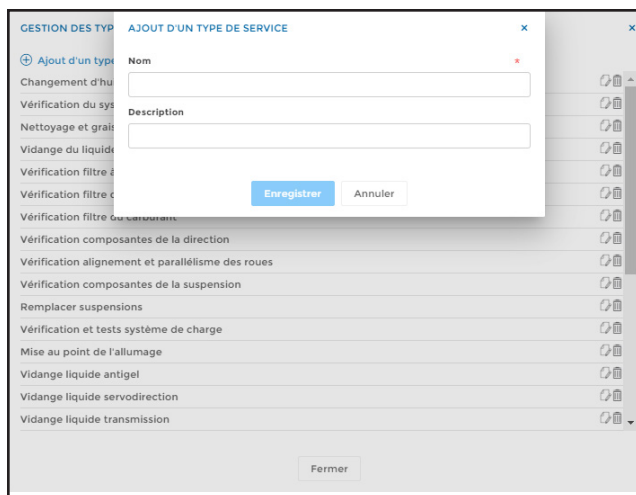 GESTION DES TYP
AJOUT D'UN TYPE DE SERVICE
×
×
Ajout d'un type
Nom *
Changement d'hu
Description
Vérification du sys
Nettoyage et grais
Vidange du liquide
Vérification filtre
Enregistrer Annuler
Vérification filtre
Vérification filtre du carburant
Vérification composantes de la direction
Vérification alignement et parallélisme des roues
Vérification composantes de la suspension
Remplacer suspensions
Vérification et tests système de charge
Mise au point de l'allumage
Vidange liquide antigel
Vidange liquide servodirection
Vidange liquide transmission
Fermer